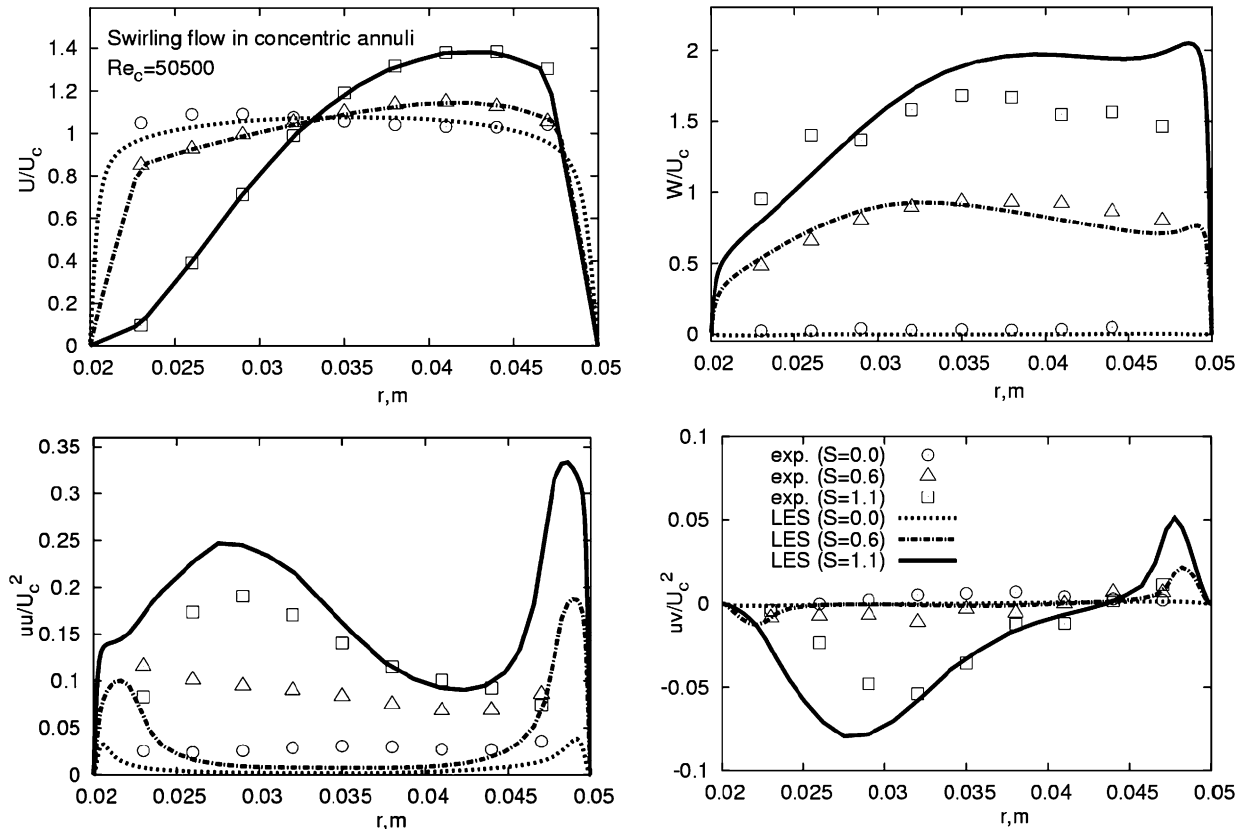 Swirling flow in concentric annuli
Re_c=50500
U/U_c
1.4
1.2
1
0.8
0.6
0.4
0.2
0
0.02 0.025 0.03 0.035 0.04 0.045 0.05
r,m
W/U_c
2
1.5
1
0.5
0
0.02 0.025 0.03 0.035 0.04 0.045 0.05
r,m
uu/U_c^2
0.35
0.3
0.25
0.2
0.15
0.1
0.05
0
0.02 0.025 0.03 0.035 0.04 0.045 0.05
r,m
uv/U_c^2
0.1
0.05
0
-0.05
-0.1
exp. (S=0.0)
exp. (S=0.6)
exp. (S=1.1)
LES (S=0.0)
LES (S=0.6)
LES (S=1.1)
0.02 0.025 0.03 0.035 0.04 0.045 0.05
r,m